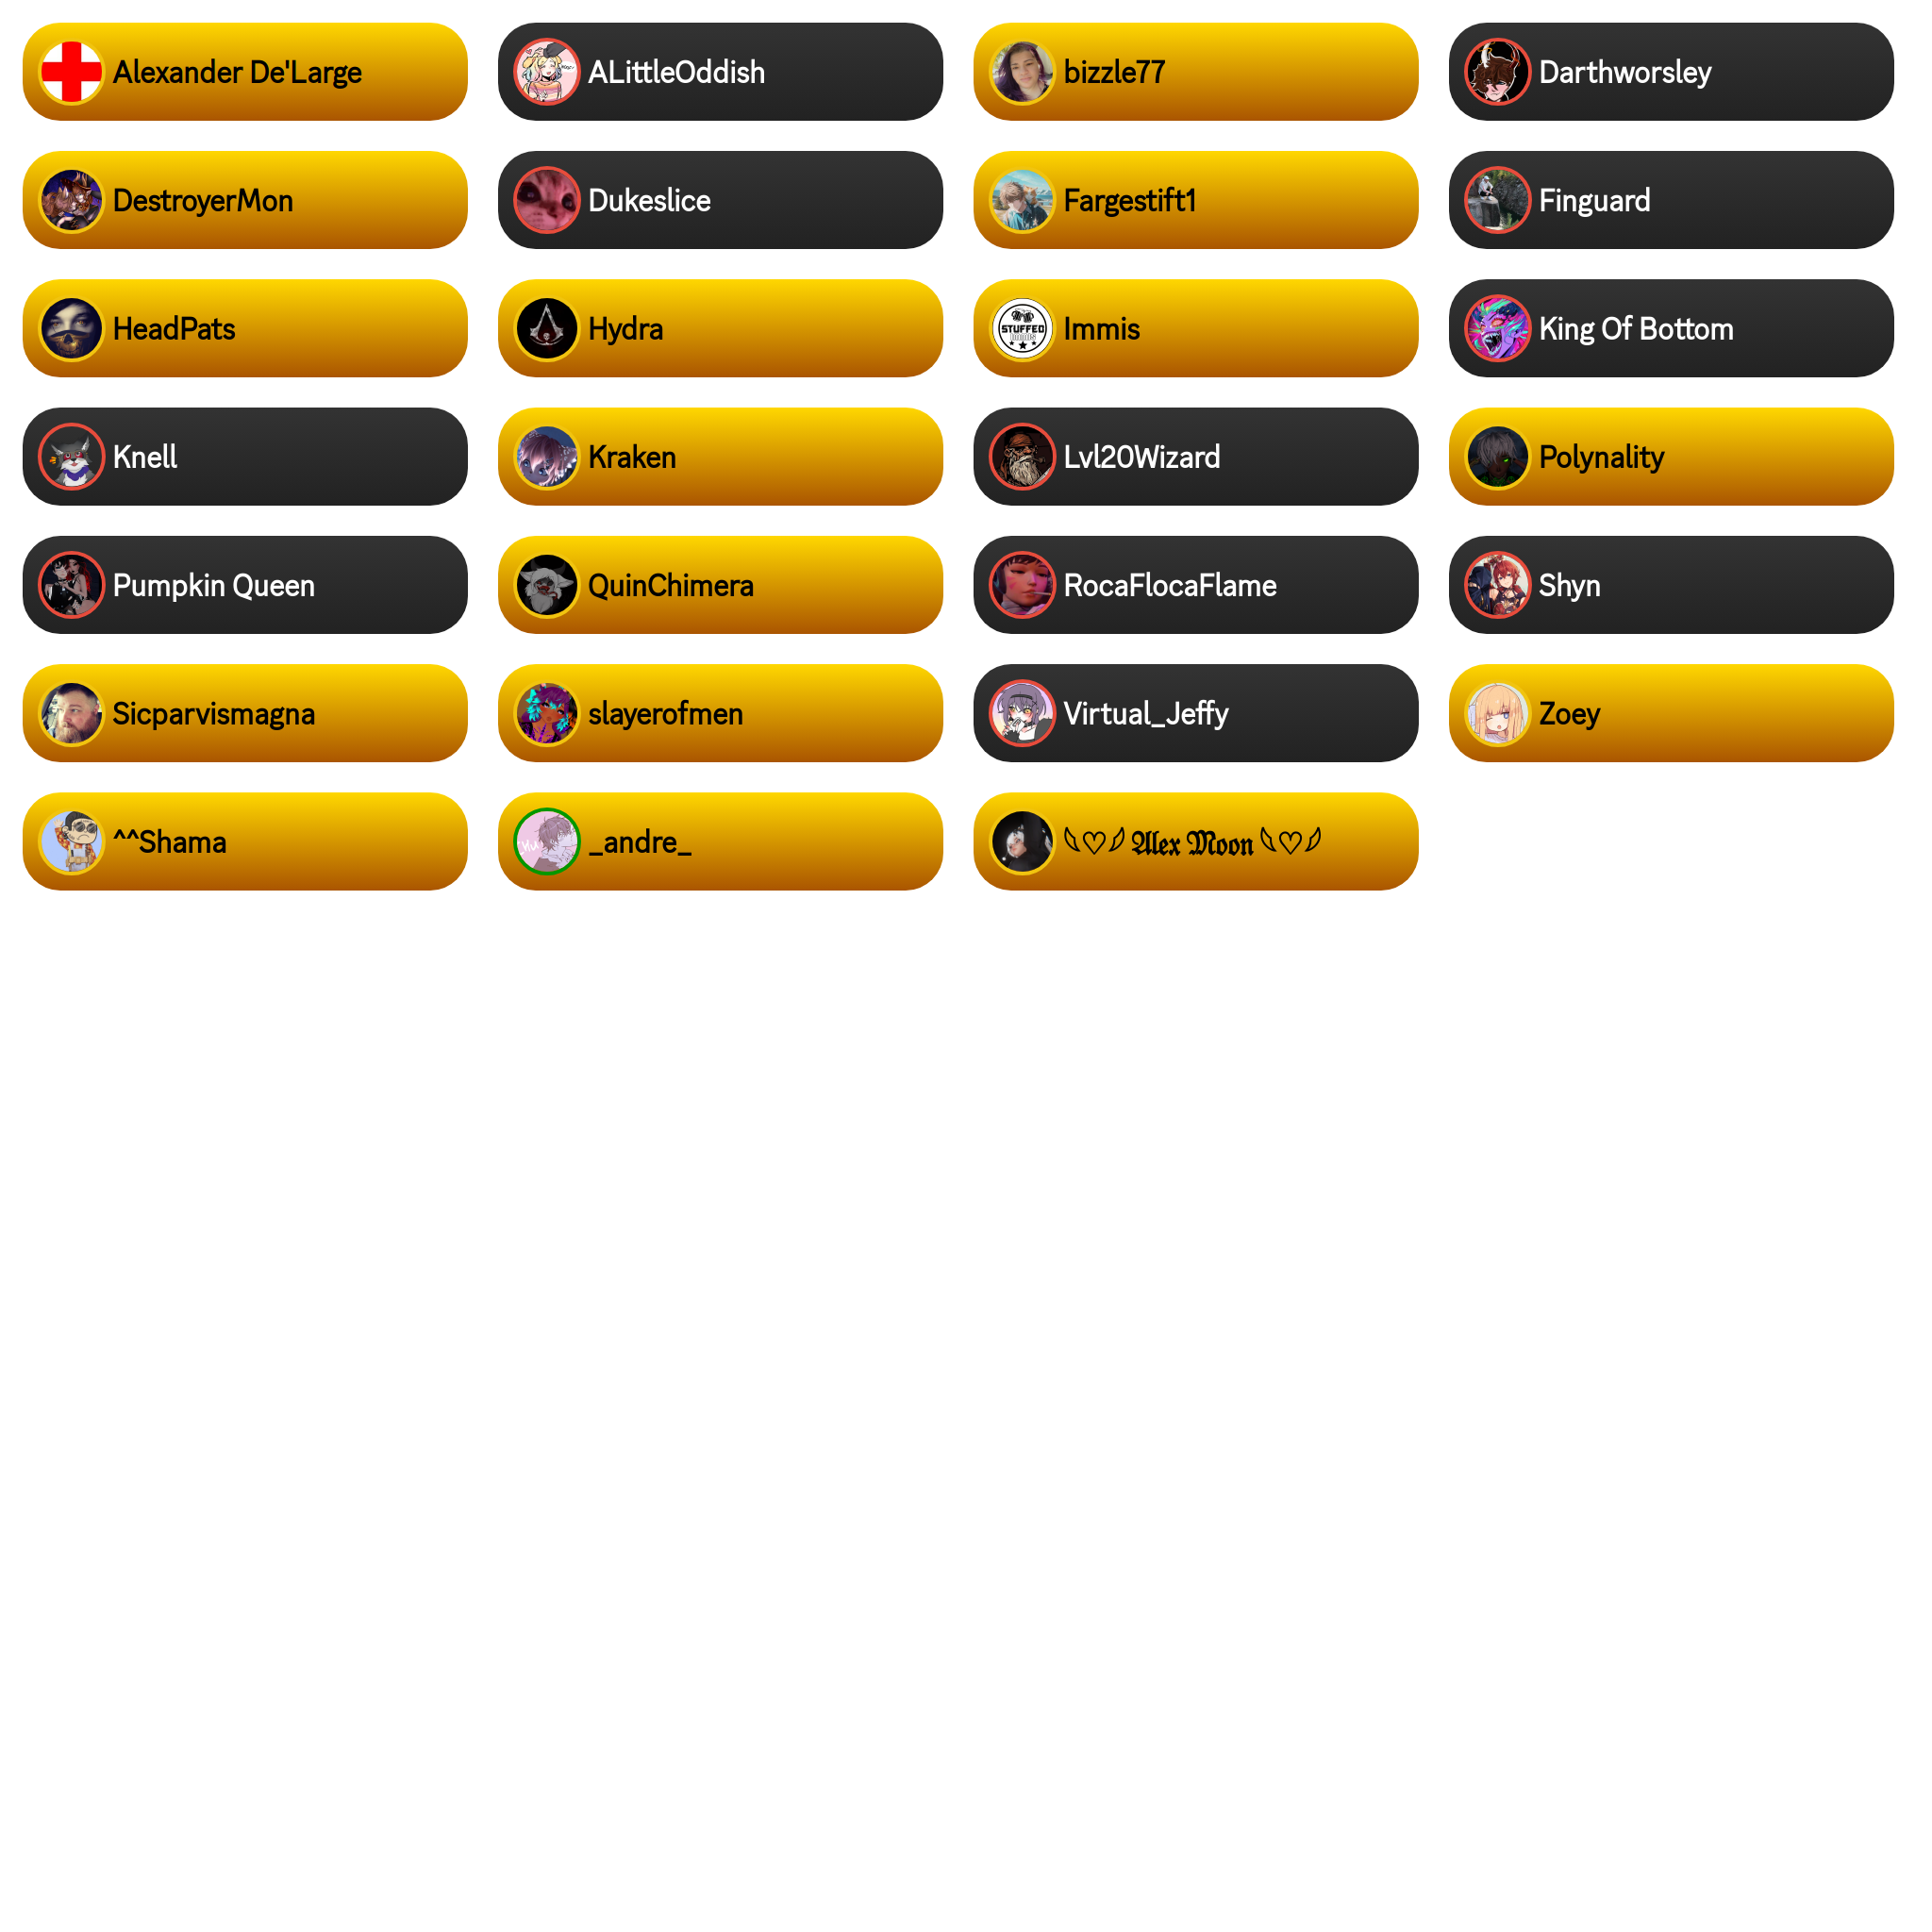 Alexander De'Large
ALittleOddish
bizzle77
Darthworsley
DestroyerMon
Dukeslice
Fargestift1
Finguard
HeadPats
Hydra
STUFFED
Immis
King Of Bottom
Knell
Kraken
Lvl20Wizard
Polynality
Pumpkin Queen
QuinChimera
RocaFlocaFlame
Shyn
Sicparvismagna
slayerofmen
Virtual_Jeffy
Zoey
^^Shama
_andre_
𓆩♡𓆪 𝕬𝖑𝖊𝖝 𝕸𝖔𝖔𝖓 𓆩♡𓆪